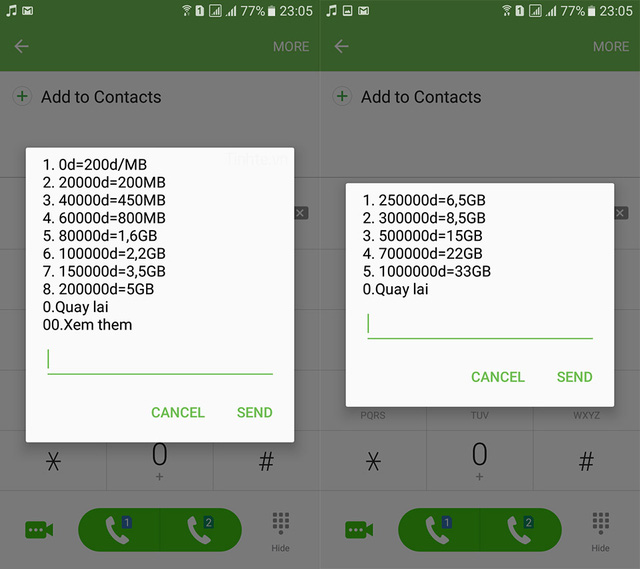 77% 23:05
MORE
Add to Contacts
1. 0d=200d/MB
2. 20000d=200MB
3. 40000d=450MB
4. 60000d=800MB
5. 80000d=1,6GB
6. 100000d=2,2GB
7. 150000d=3,5GB
8. 200000d=5GB
0.Quay lai
00.Xem them
CANCEL SEND
0
+
#
1 2
Hide
77% 23:05
MORE
Add to Contacts
1. 250000d=6,5GB
2. 300000d=8,5GB
3. 500000d=15GB
4. 700000d=22GB
5. 1000000d=33GB
0.Quay lai
CANCEL SEND
PQRS TUV WXYZ
0
+
#
1 2
Hide